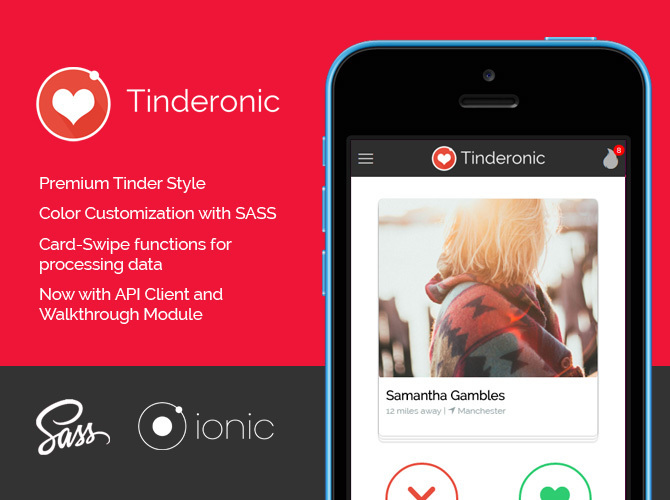 Tinderonic
Premium Tinder Style
Color Customization with SASS
Card-Swipe functions for
processing data
Now with API Client and
Walkthrough Module
Sass
ionic
Tinderonic
8
Samantha Gambles
12 miles away | Manchester